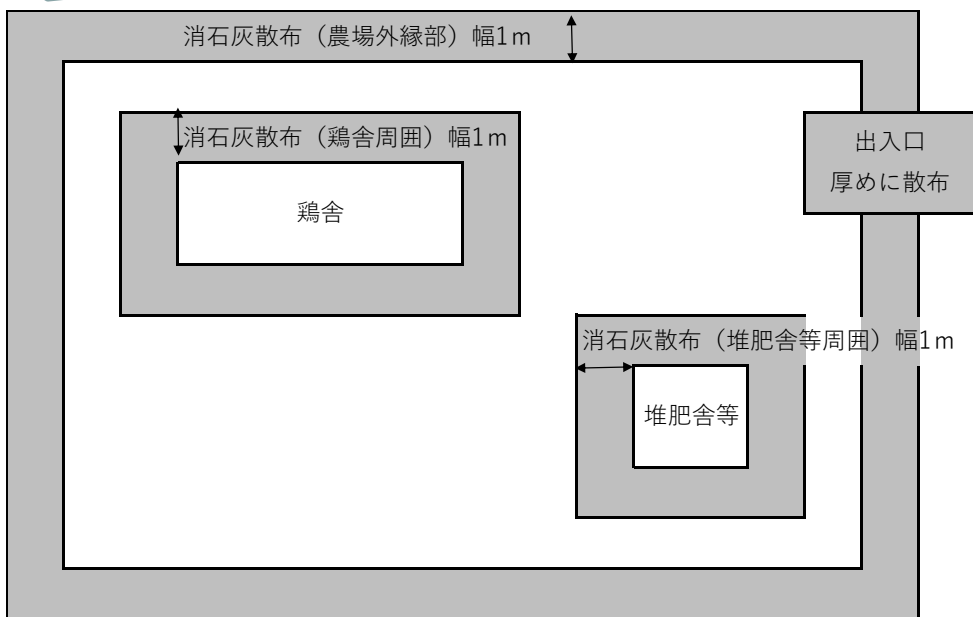 消石灰散布（農場外縁部）幅1ｍ
消石灰散布（鶏舎周囲）幅1ｍ
出入口
厚めに散布
鶏舎
消石灰散布（堆肥舎等周囲）幅1ｍ
堆肥舎等